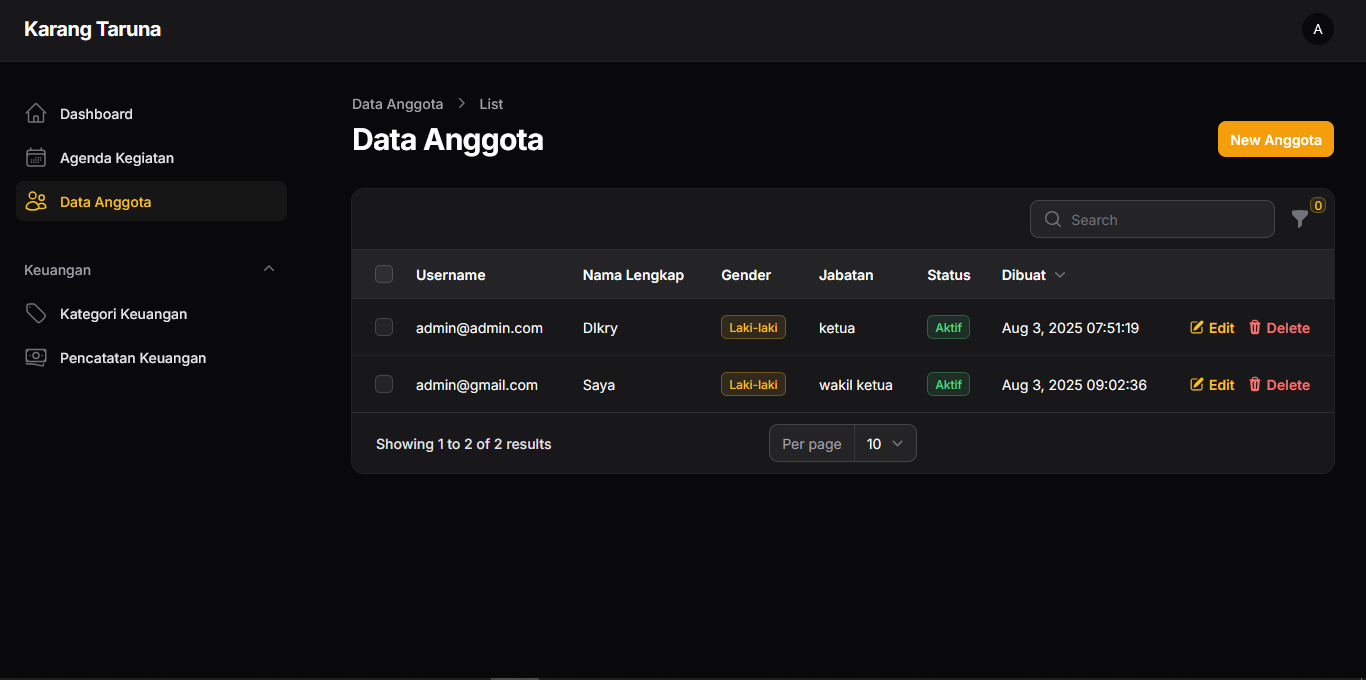 Karang Taruna
A
Dashboard
Agenda Kegiatan
Data Anggota
Keuangan
Kategori Keuangan
Pencatatan Keuangan
Data Anggota > List
Data Anggota
New Anggota
Search
0
Username Nama Lengkap Gender Jabatan Status Dibuat
admin@admin.com DIkry Laki-laki ketua Aktif Aug 3, 2025 07:51:19 Edit Delete
admin@gmail.com Saya Laki-laki wakil ketua Aktif Aug 3, 2025 09:02:36 Edit Delete
Showing 1 to 2 of 2 results
Per page 10